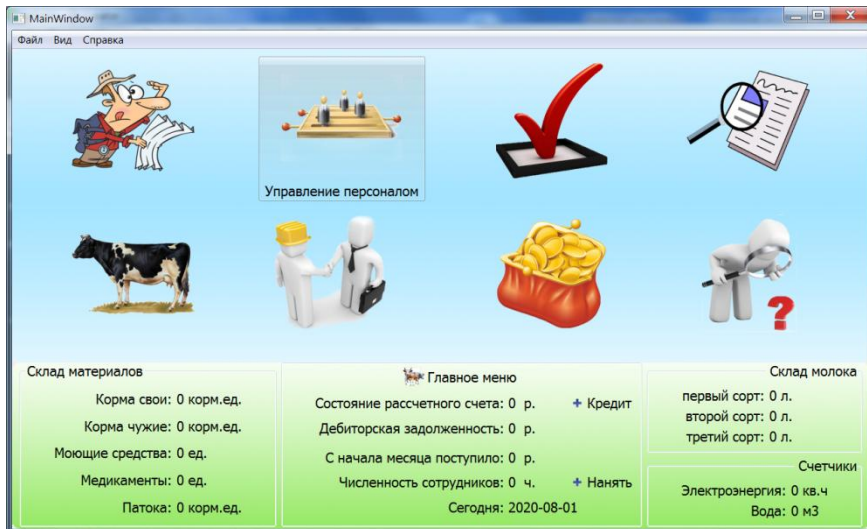 MainWindow
Файл Вид Справка
Управление персоналом
Склад материалов
Корма свои: 0 корм.ед.
Корма чужие: 0 корм.ед.
Моющие средства: 0 ед.
Медикаменты: 0 ед.
Патока: 0 корм.ед.
Главное меню
Состояние рассчетного счета: 0 р. + Кредит
Дебиторская задолженность: 0 р.
С начала месяца поступило: 0 р.
Численность сотрудников: 0 ч. + Нанять
Сегодня: 2020-08-01
Склад молока
первый сорт: 0 л.
второй сорт: 0 л.
третий сорт: 0 л.
Счетчики
Электроэнергия: 0 кв.ч
Вода: 0 м3